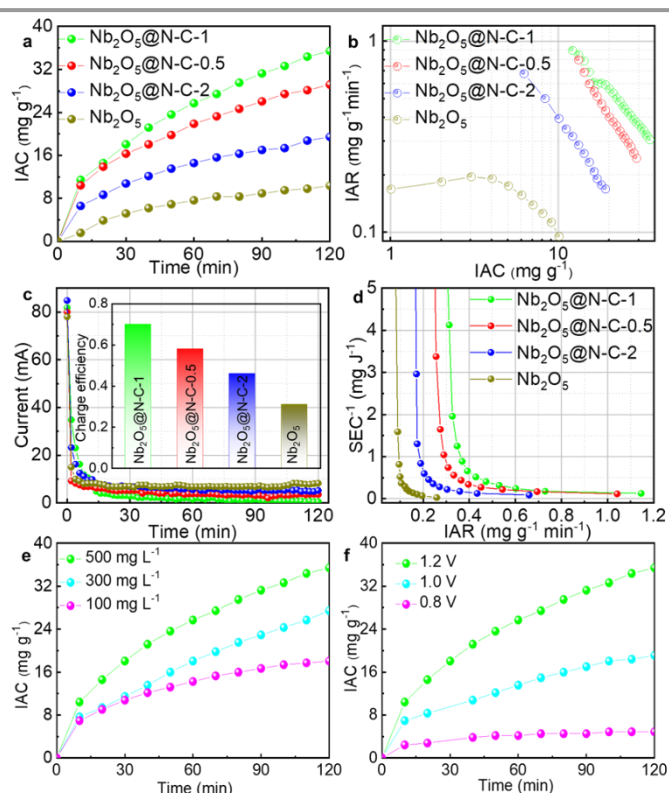 a
Nb₂O₅@N-C-1
Nb₂O₅@N-C-0.5
Nb₂O₅@N-C-2
Nb₂O₅
IAC (mg g⁻¹)
40
32
24
16
8
0
0 30 60 90 120
Time (min)
b
Nb₂O₅@N-C-1
Nb₂O₅@N-C-0.5
Nb₂O₅@N-C-2
Nb₂O₅
IAR (mg g⁻¹min⁻¹)
1
0.1
1 10
IAC (mg g⁻¹)
c
Current (mA)
80
60
40
20
0
0 30 60 90 120
Time (min)
Charge efficiency
0.8
0.6
0.4
0.2
0.0
Nb₂O₅@N-C-1
Nb₂O₅@N-C-0.5
Nb₂O₅@N-C-2
Nb₂O₅
d
Nb₂O₅@N-C-1
Nb₂O₅@N-C-0.5
Nb₂O₅@N-C-2
Nb₂O₅
SEC⁻¹ (mg J⁻¹)
5
4
3
2
1
0
0.2 0.4 0.6 0.8 1.0 1.2
IAR (mg g⁻¹ min⁻¹)
e
500 mg L⁻¹
300 mg L⁻¹
100 mg L⁻¹
IAC (mg g⁻¹)
40
32
24
16
8
0
0 30 60 90 120
Time (min)
f
1.2 V
1.0 V
0.8 V
IAC (mg g⁻¹)
40
32
24
16
8
0
0 30 60 90 120
Time (min)